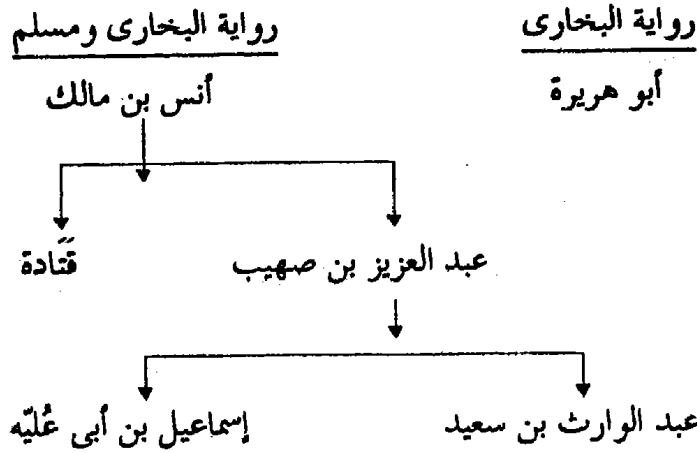 رواية البخارى
رواية البخارى ومسلم
أبو هريرة
أنس بن مالك
عبد العزيز بن صهيب
قَتَادة
عبد الوارث بن سعيد
إسماعيل بن أبى عُليّه